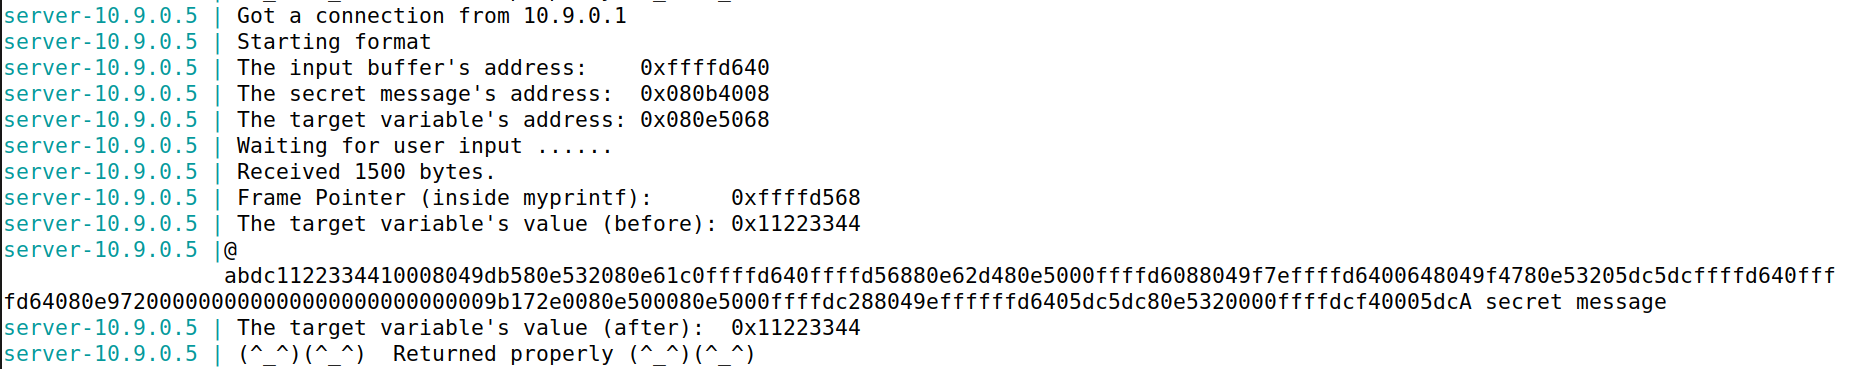 server-10.9.0.5 | Got a connection from 10.9.0.1
server-10.9.0.5 | Starting format
server-10.9.0.5 | The input buffer's address:    0xffffd640
server-10.9.0.5 | The secret message's address:  0x080b4008
server-10.9.0.5 | The target variable's address: 0x080e5068
server-10.9.0.5 | Waiting for user input ......
server-10.9.0.5 | Received 1500 bytes.
server-10.9.0.5 | Frame Pointer (inside myprintf):      0xffffd568
server-10.9.0.5 | The target variable's value (before): 0x11223344
server-10.9.0.5 |@
abdc1122334410008049db580e532080e61c0ffffd640ffffd56880e62d480e5000ffffd6088049f7effffd6400648049f4780e53205dc5dcffffd640fff
fd64080e972000000000000000000000000009b172e0080e500080e5000ffffdc288049effffffd6405dc5dc80e5320000ffffdcf40005dcA secret message
server-10.9.0.5 | The target variable's value (after):  0x11223344
server-10.9.0.5 | (^_^)(^_^)  Returned properly (^_^)(^_^)